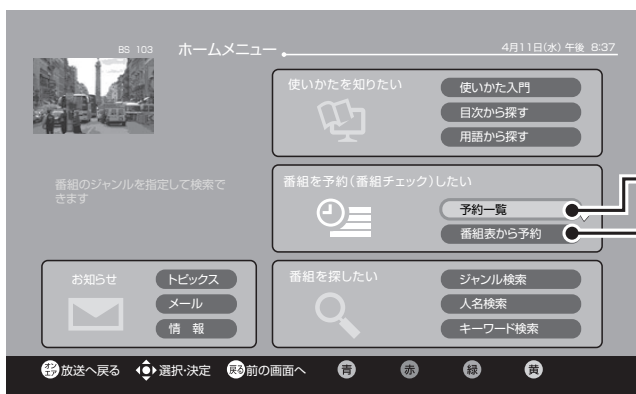 BS 103 ホームメニュー 4月11日(水) 午後 8:37
使いかたを知りたい
使いかた入門
目次から探す
用語から探す
番組のジャンルを指定して検索で
きます
番組を予約(番組チェック)したい
予約一覧
番組表から予約
お知らせ
トピックス
メール
情 報
番組を探したい
ジャンル検索
人名検索
キーワード検索
オンエア 放送へ戻る 選択・決定 戻る 前の画面へ 青 赤 緑 黄